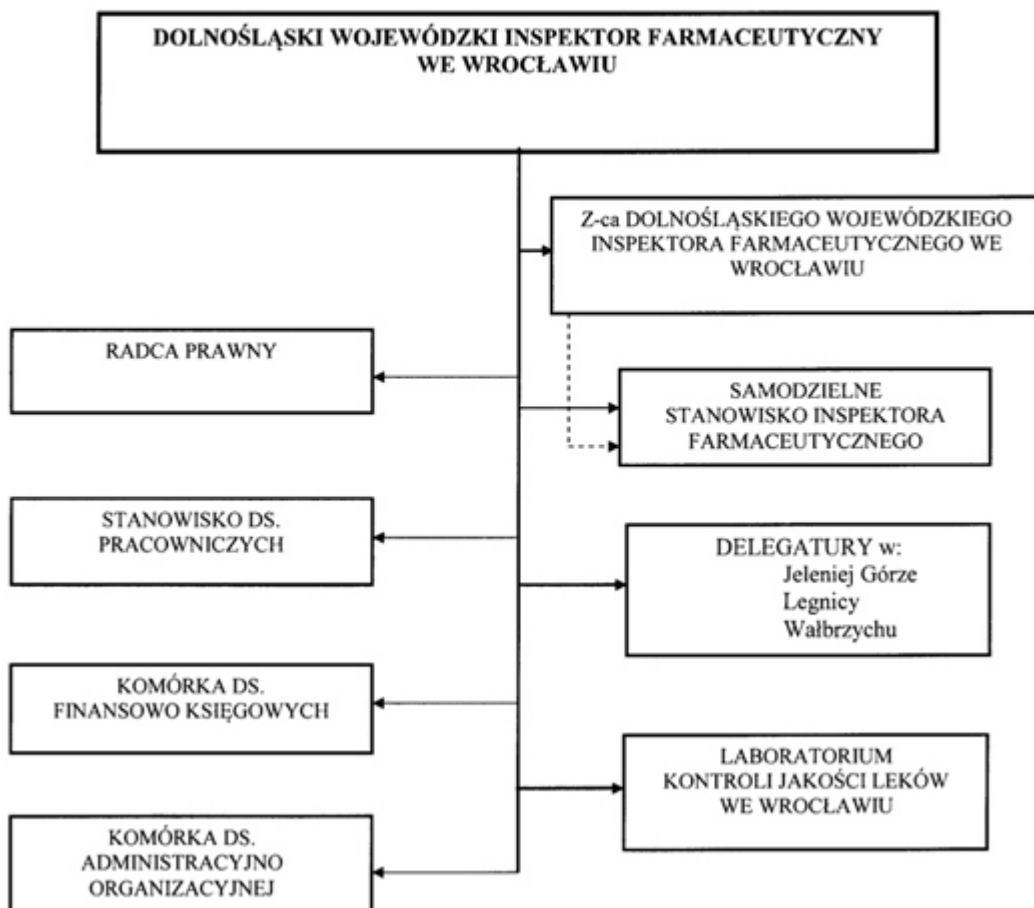 DOLNOŚLĄSKI WOJEWÓDZKI INSPEKTOR FARMACEUTYCZNY
WE WROCŁAWIU
Z-ca DOLNOŚLĄSKIEGO WOJEWÓDZKIEGO
INSPEKTORA FARMACEUTYCZNEGO WE
WROCŁAWIU
RADCA PRAWNY
SAMODZIELNE
STANOWISKO INSPEKTORA
FARMACEUTYCZNEGO
STANOWISKO DS.
PRACOWNICZYCH
DELEGATURY w:
Jeleniej Górze
Legnicy
Wałbrzychu
KOMÓRKA DS.
FINANSOWO KSIĘGOWYCH
LABORATORIUM
KONTROLI JAKOŚCI LEKÓW
WE WROCŁAWIU
KOMÓRKA DS.
ADMINISTRACYJNO
ORGANIZACYJNEJ